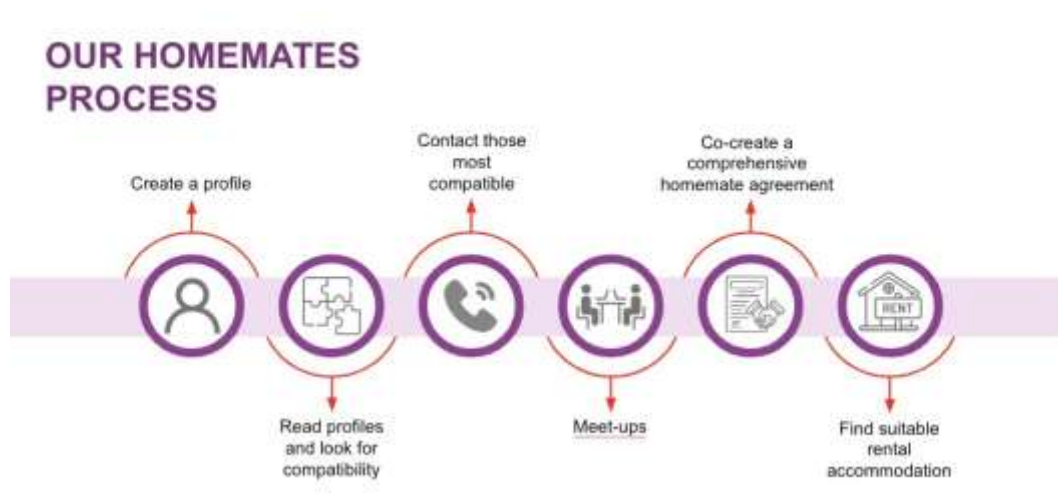 OUR HOMEMATES
PROCESS
Create a profile
Read profiles
and look for
compatibility
Contact those
most
compatible
Meet-ups
Co-create a
comprehensive
homemate agreement
RENT
Find suitable
rental
accommodation